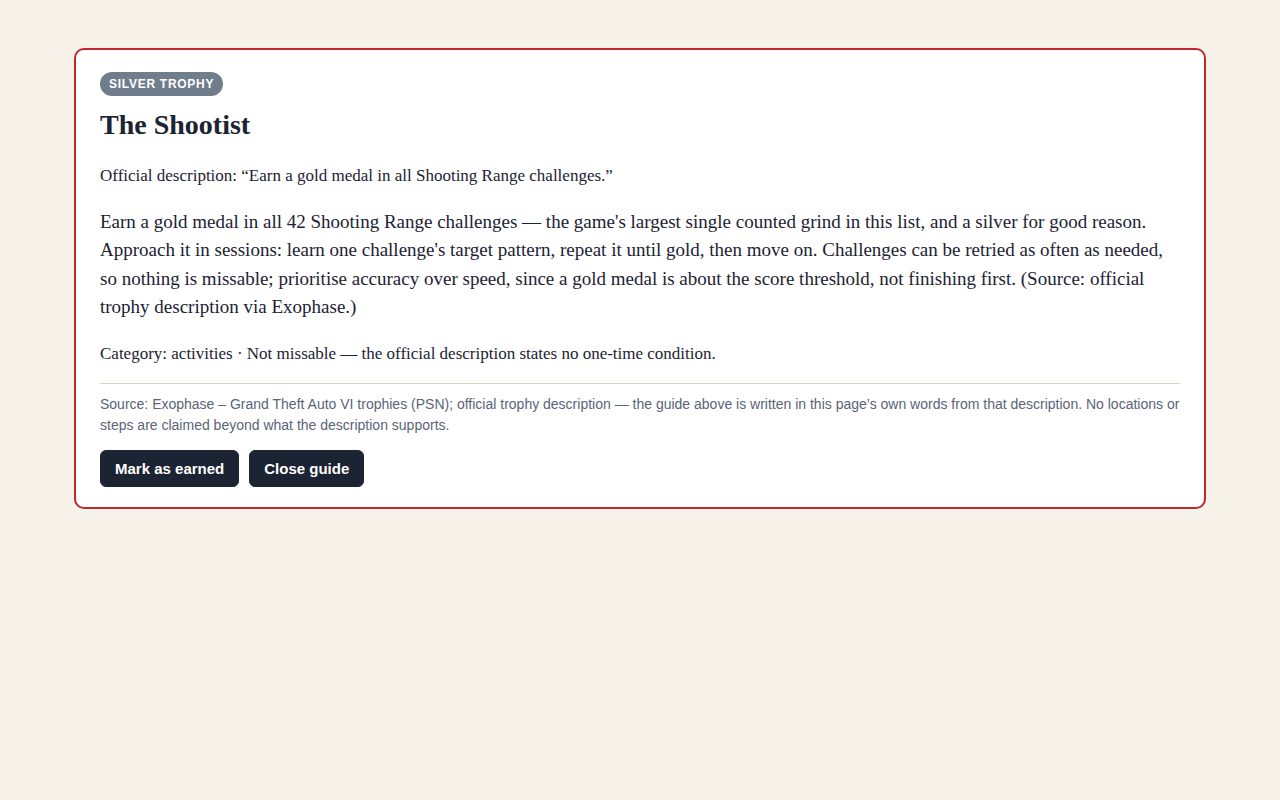 SILVER TROPHY
The Shootist
Official description: “Earn a gold medal in all Shooting Range challenges.”
Earn a gold medal in all 42 Shooting Range challenges — the game's largest single counted grind in this list, and a silver for good reason.
Approach it in sessions: learn one challenge's target pattern, repeat it until gold, then move on. Challenges can be retried as often as needed,
so nothing is missable; prioritise accuracy over speed, since a gold medal is about the score threshold, not finishing first. (Source: official
trophy description via Exophase.)
Category: activities · Not missable — the official description states no one-time condition.
Source: Exophase – Grand Theft Auto VI trophies (PSN); official trophy description — the guide above is written in this page's own words from that description. No locations or
steps are claimed beyond what the description supports.
Mark as earned Close guide